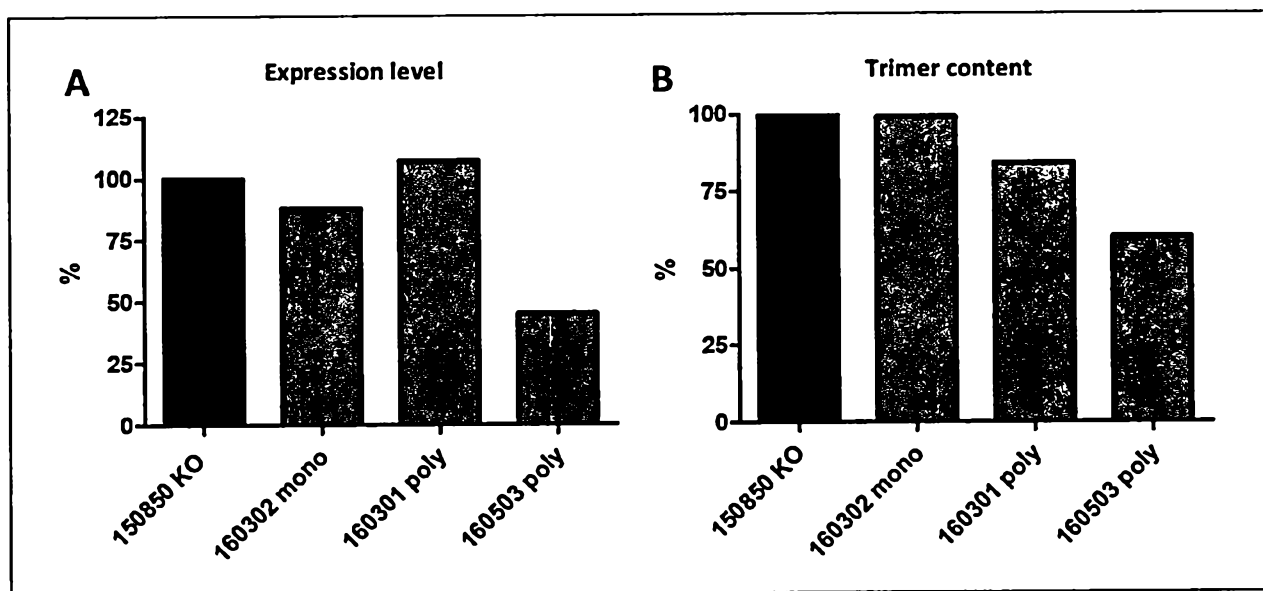 A
Expression level
%
125
100
75
50
25
0
150850 KO
160302 mono
160301 poly
160503 poly
B
Trimer content
%
100
75
50
25
0
150850 KO
160302 mono
160301 poly
160503 poly